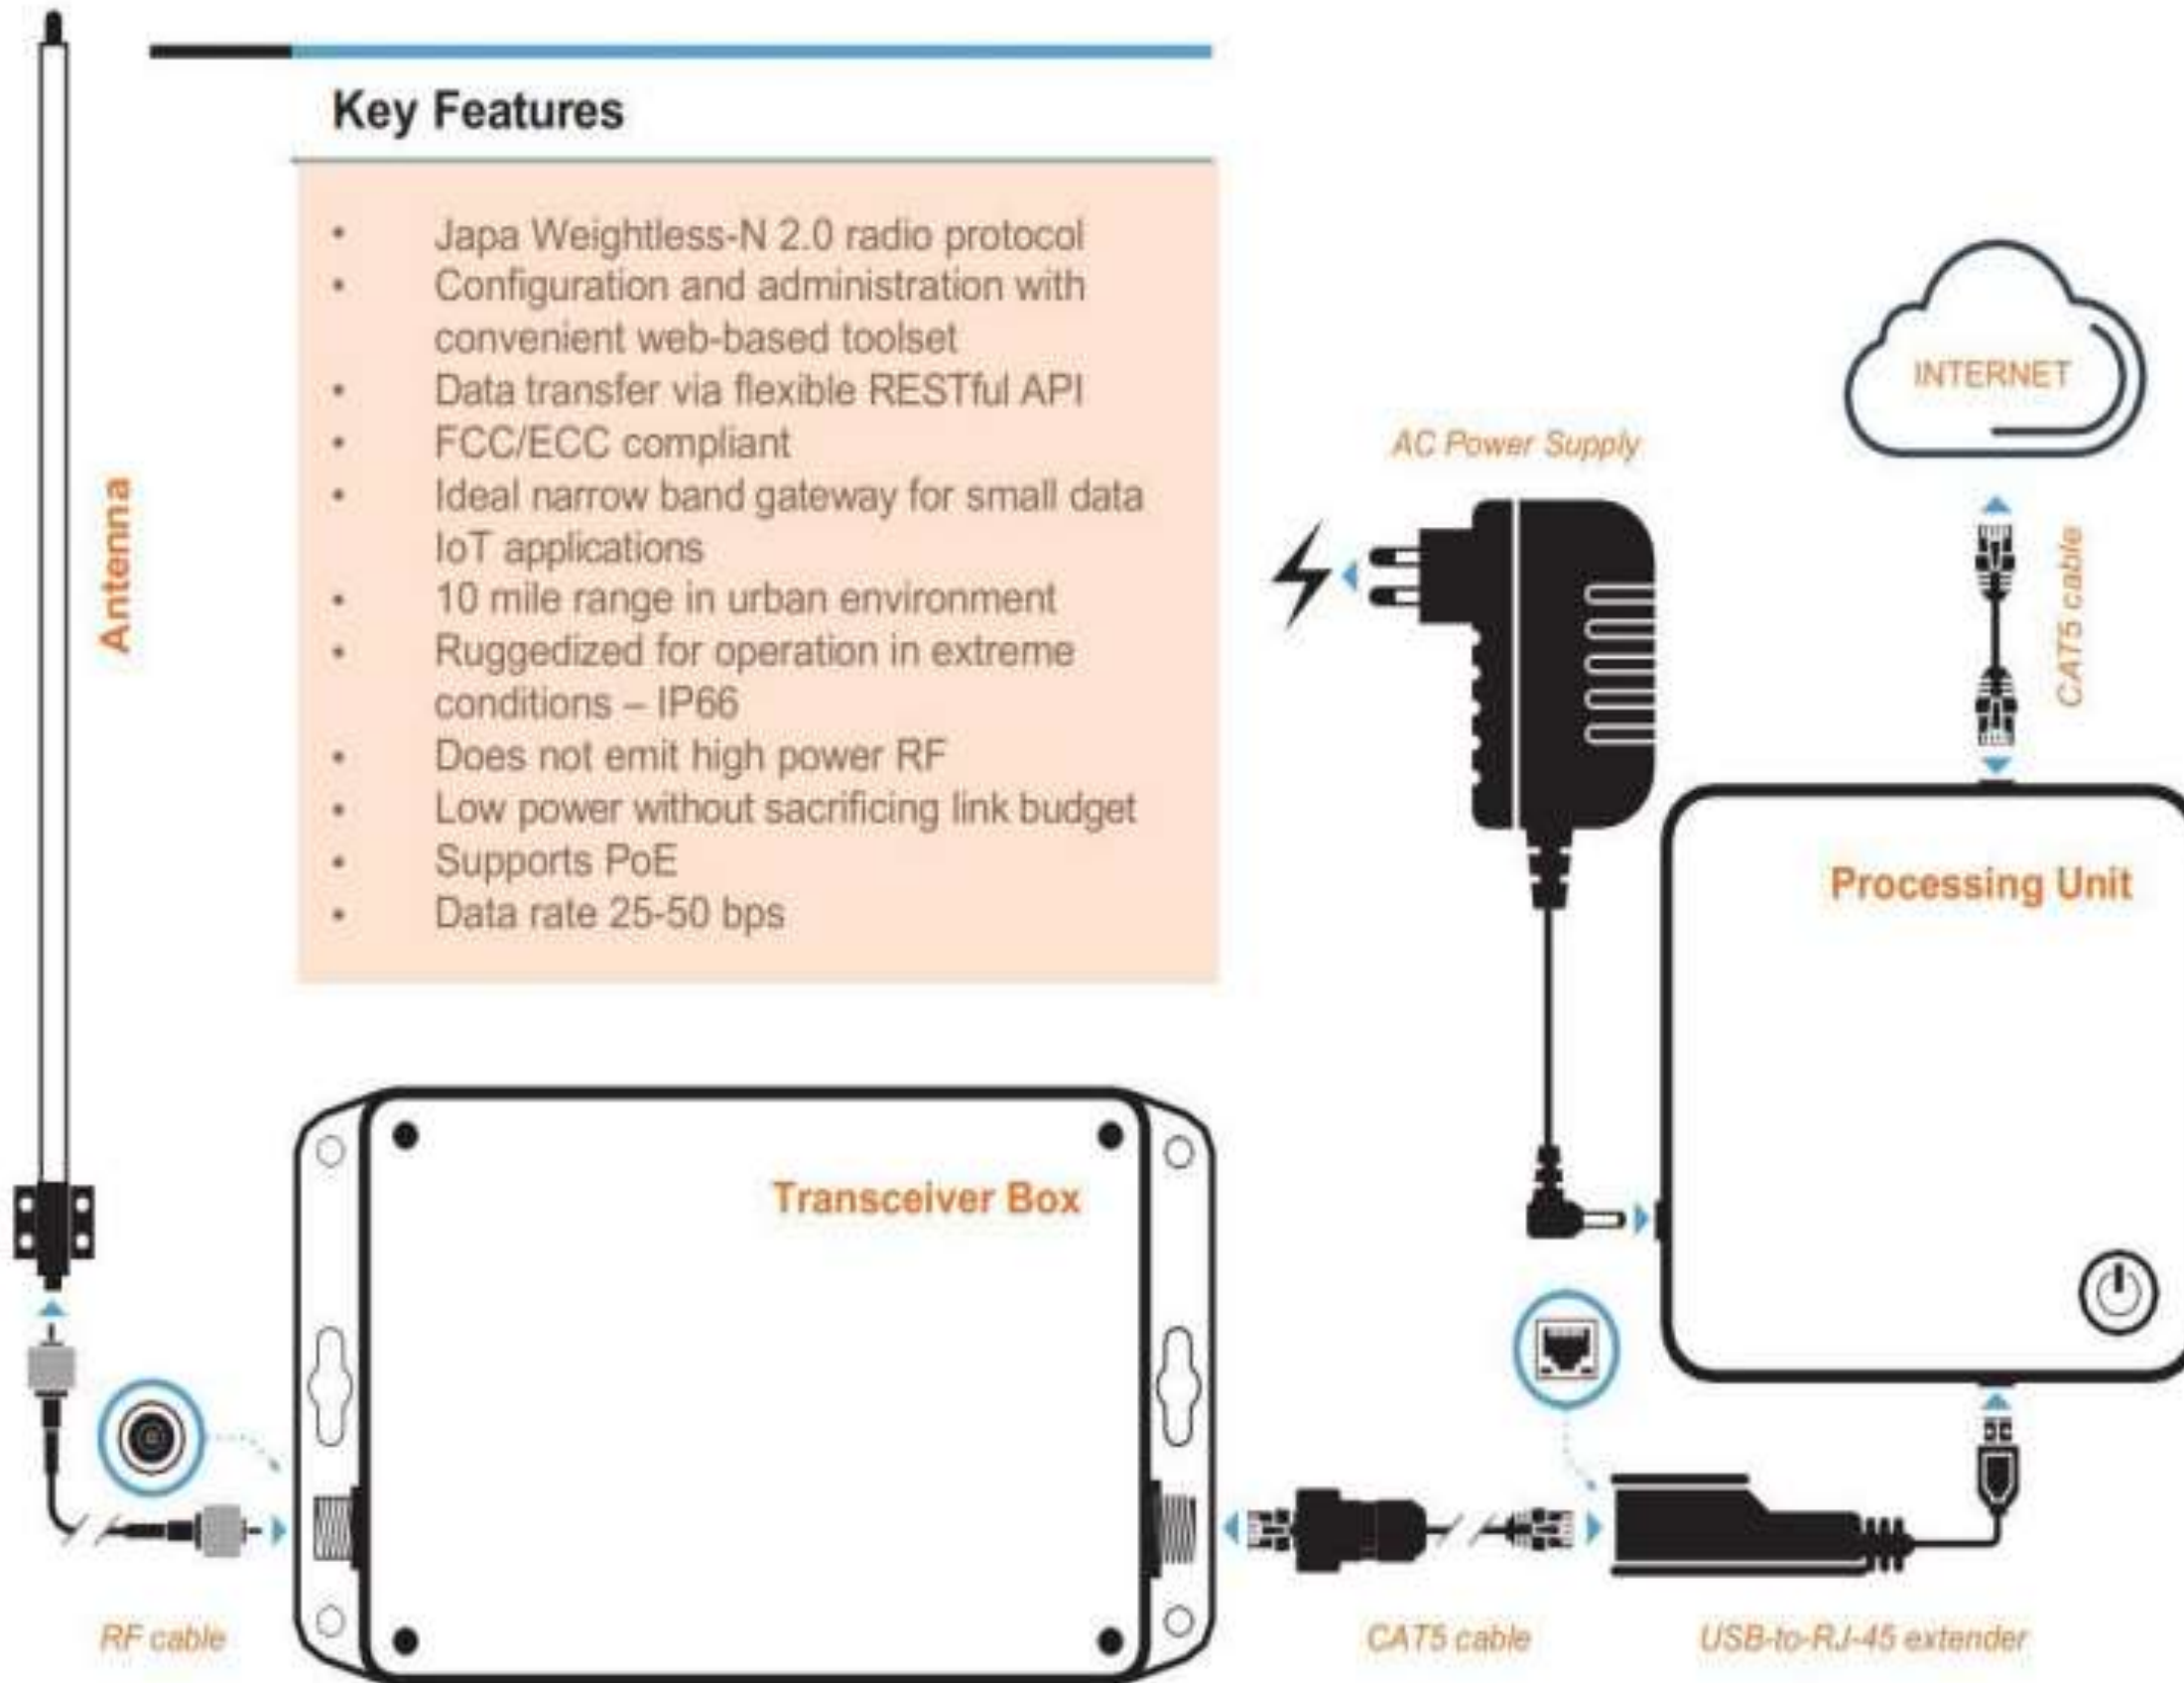 Key Features
• Japa Weightless-N 2.0 radio protocol
• Configuration and administration with
convenient web-based toolset
• Data transfer via flexible RESTful API
• FCC/ECC compliant
• Ideal narrow band gateway for small data
IoT applications
• 10 mile range in urban environment
• Ruggedized for operation in extreme
conditions – IP66
• Does not emit high power RF
• Low power without sacrificing link budget
• Supports PoE
• Data rate 25-50 bps
Antenna
AC Power Supply
INTERNET
CAT5 cable
Processing Unit
Transceiver Box
RF cable
CAT5 cable
USB-to-RJ-45 extender